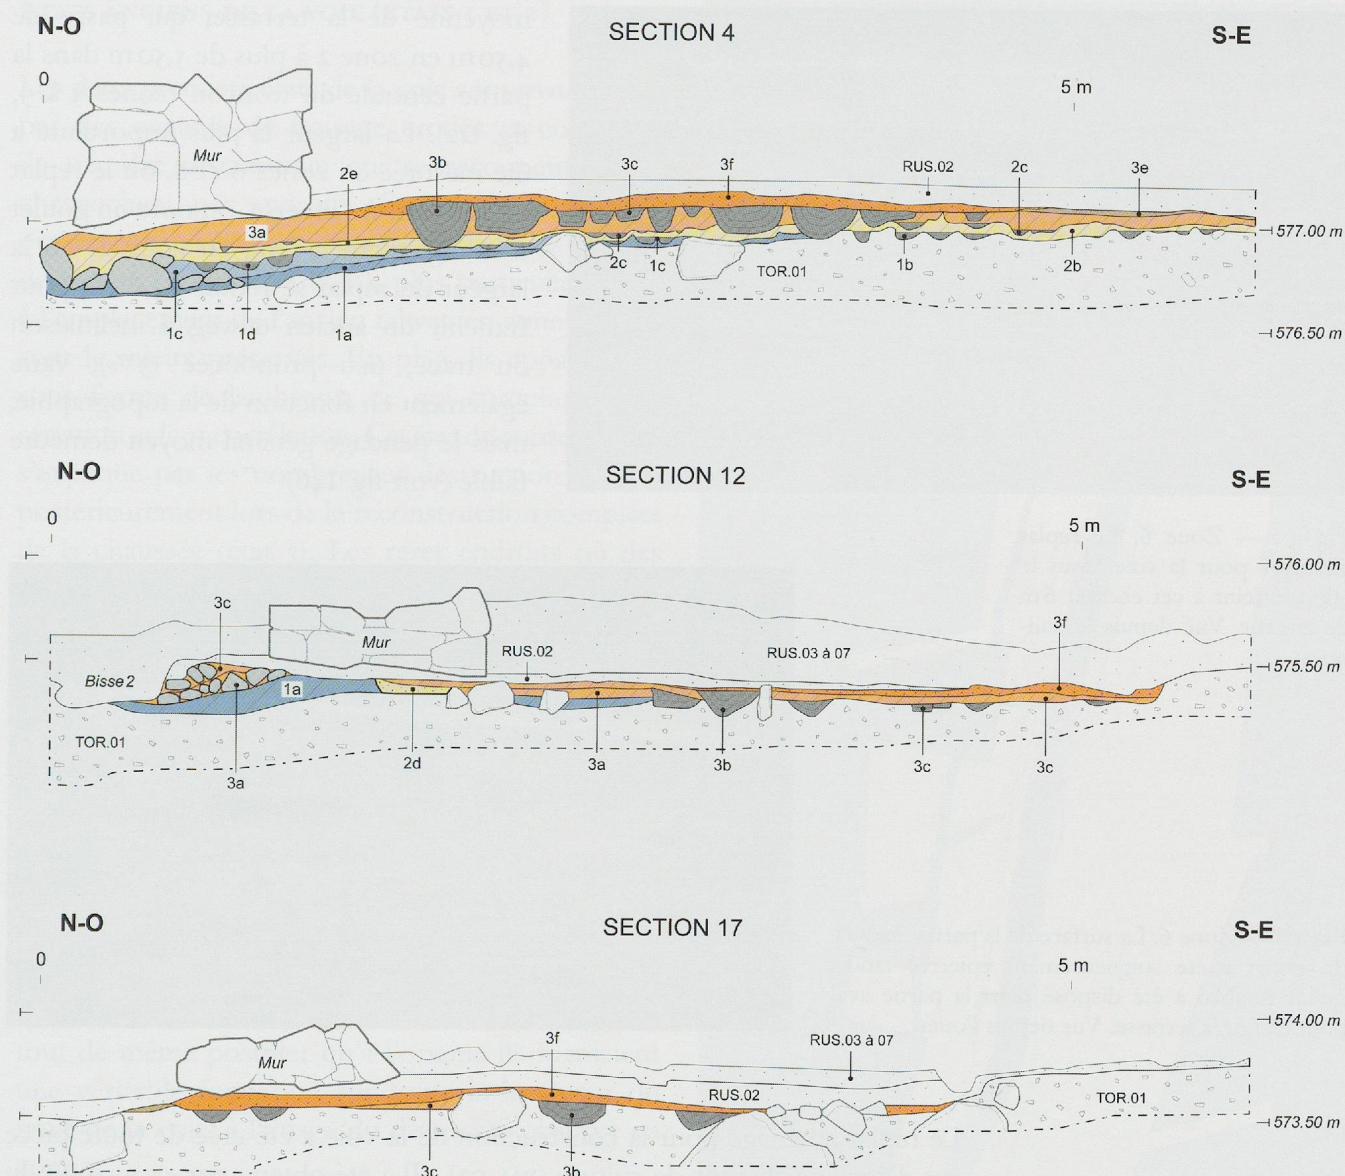 N-O SECTION 4 S-E
0 5 m
Mur
2e 3b 3c 3f RUS.02 2c 3e
3a
577.00 m
2c 1c TOR.01 1b 2b
1c 1d 1a
576.50 m
N-O SECTION 12 S-E
0 5 m
576.00 m
3c Mur RUS.02 RUS.03 à 07 3f
575.50 m
Bisse 2 1a
TOR.01
3a 2d 3a 3b 3c 3c
N-O SECTION 17 S-E
0 5 m
574.00 m
Mur 3f RUS.03 à 07
RUS.02 TOR.01
573.50 m
3c 3b